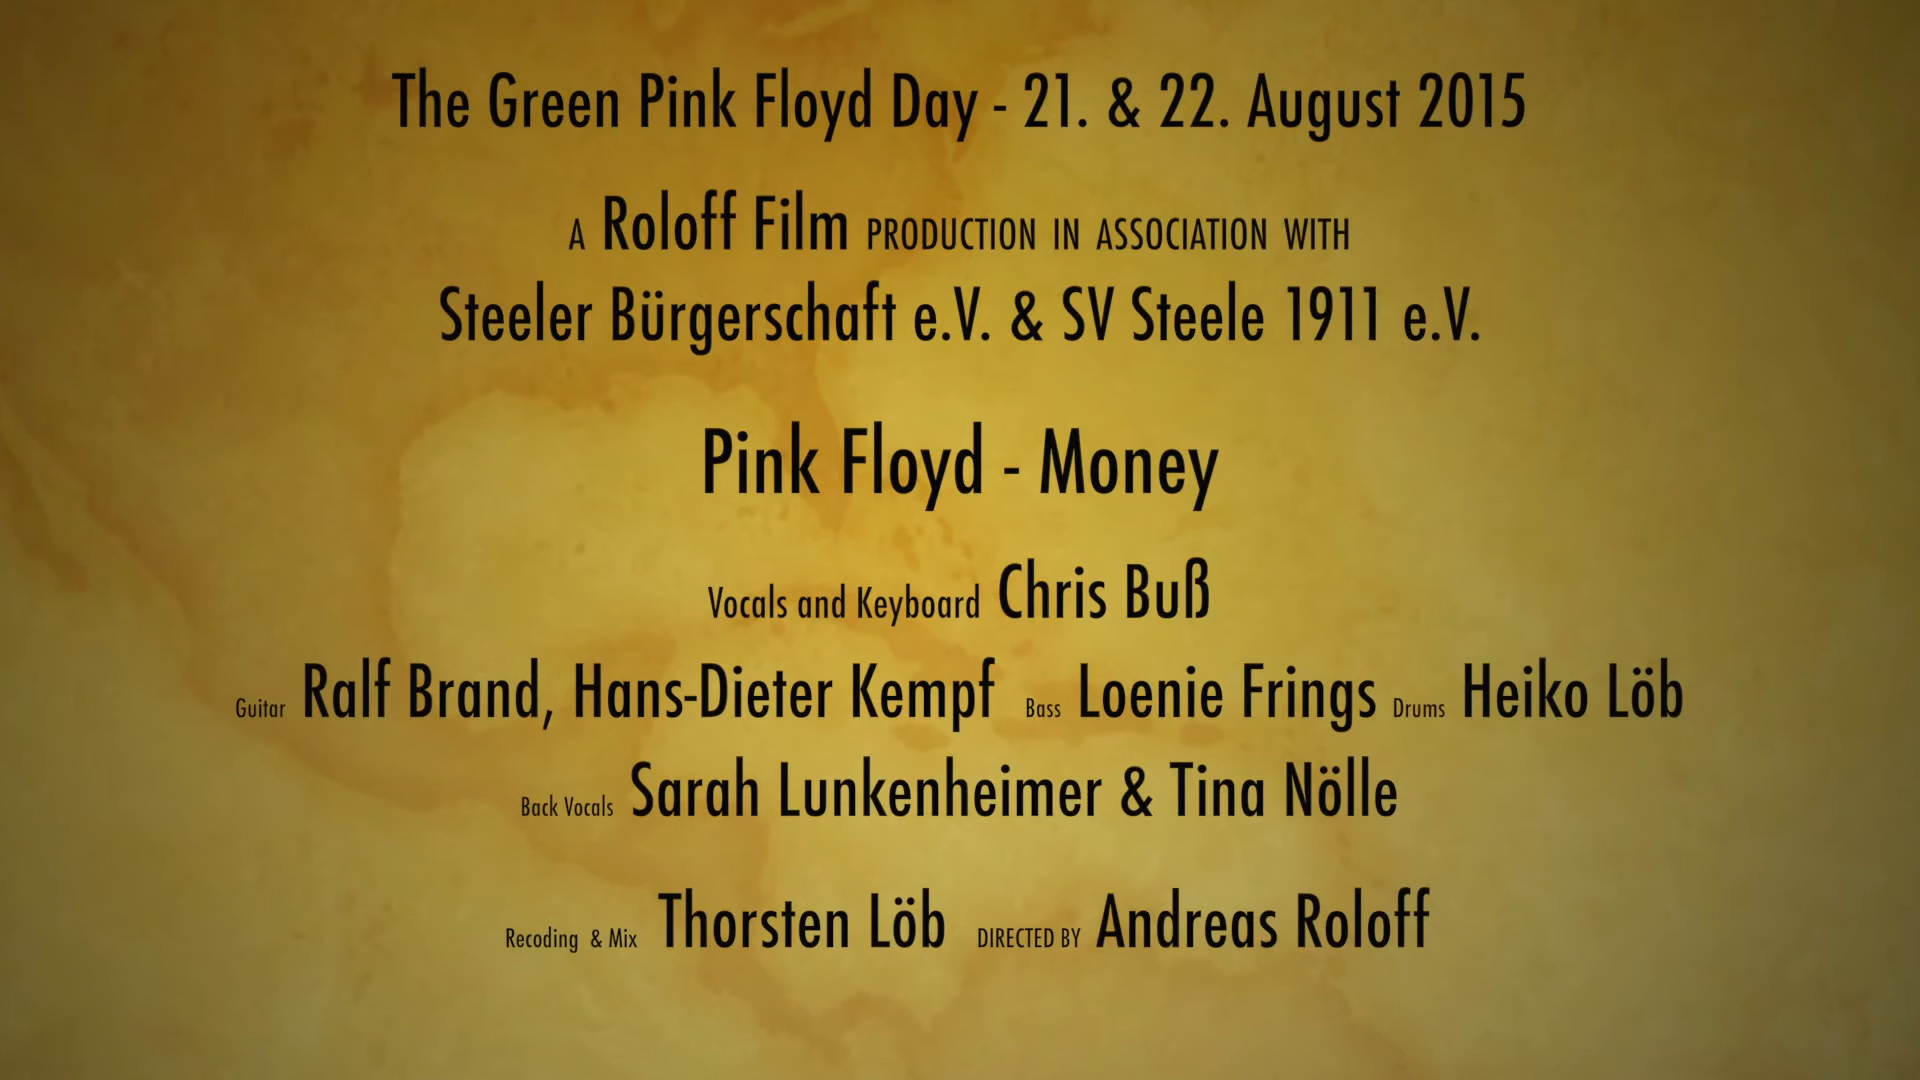 The Green Pink Floyd Day - 21. & 22. August 2015
A Roloff Film PRODUCTION IN ASSOCIATION WITH
Steeler Bürgerschaft e.V. & SV Steele 1911 e.V.
Pink Floyd - Money
Vocals and Keyboard Chris Buß
Guitar Ralf Brand, Hans-Dieter Kempf Bass Loenie Frings Drums Heiko Löb
Back Vocals Sarah Lunkenheimer & Tina Nölle
Recoding & Mix Thorsten Löb DIRECTED BY Andreas Roloff